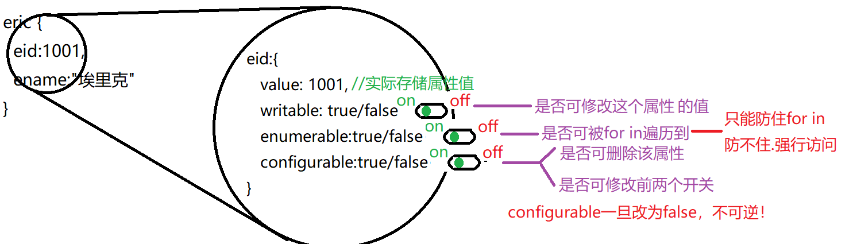 eric {
eid:1001,
ename:"埃里克"
}
eid:{
value: 1001, //实际存储属性值
writable: true/false on off 是否可修改这个属性 的值
enumerable:true/false on off 是否可被for in遍历到 只能防住for in
防不住.强行访问
configurable:true/false on off 是否可删除该属性
是否可修改前两个开关
}
configurable一旦改为false，不可逆！